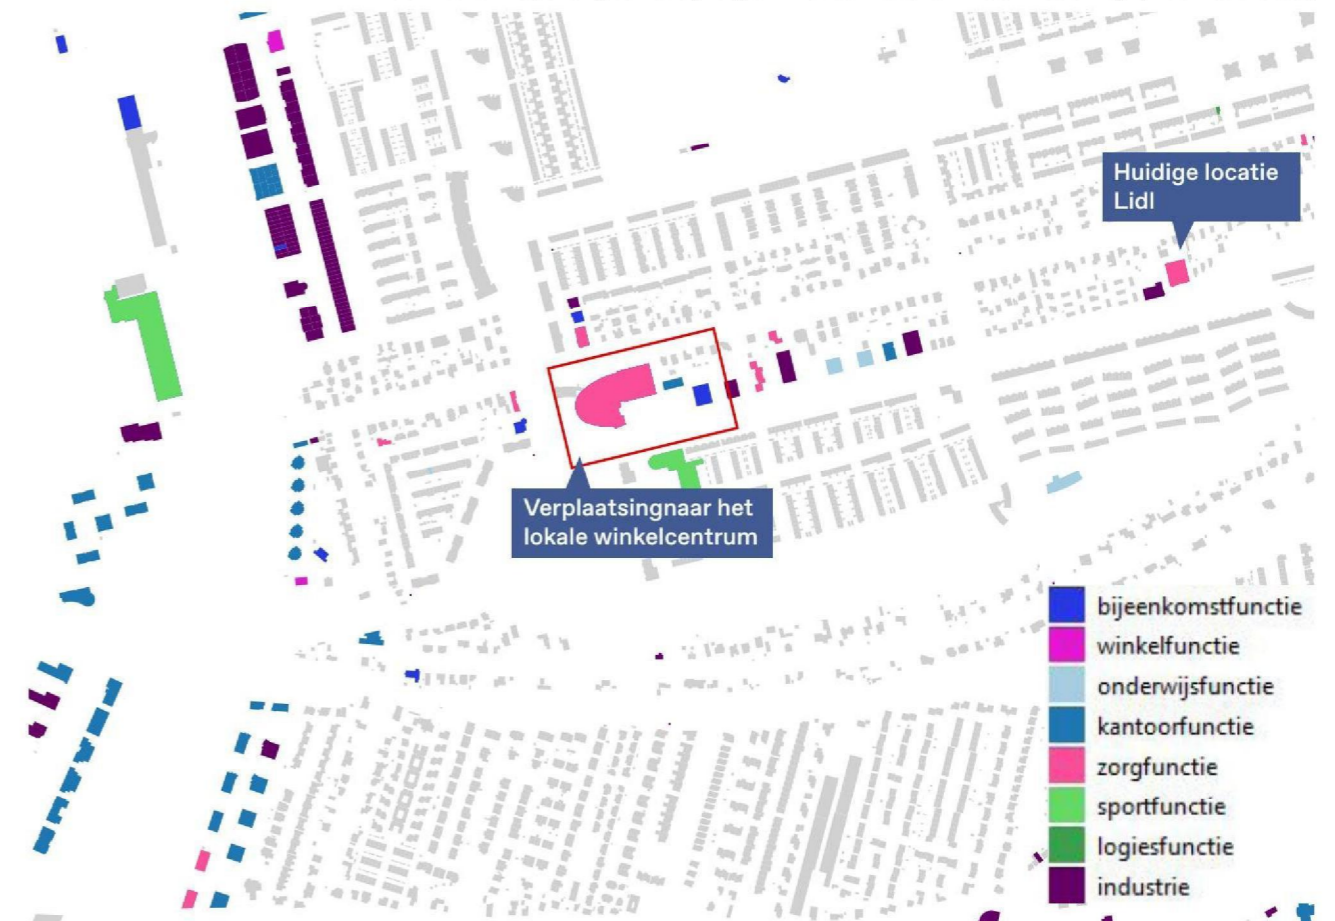 Huidige locatie
Lidl
Verplaatsingnaar het
lokale winkelcentrum
bijeenkomstfunctie
winkelfunctie
onderwijsfunctie
kantoorfunctie
zorgfunctie
sportfunctie
logiesfunctie
industrie